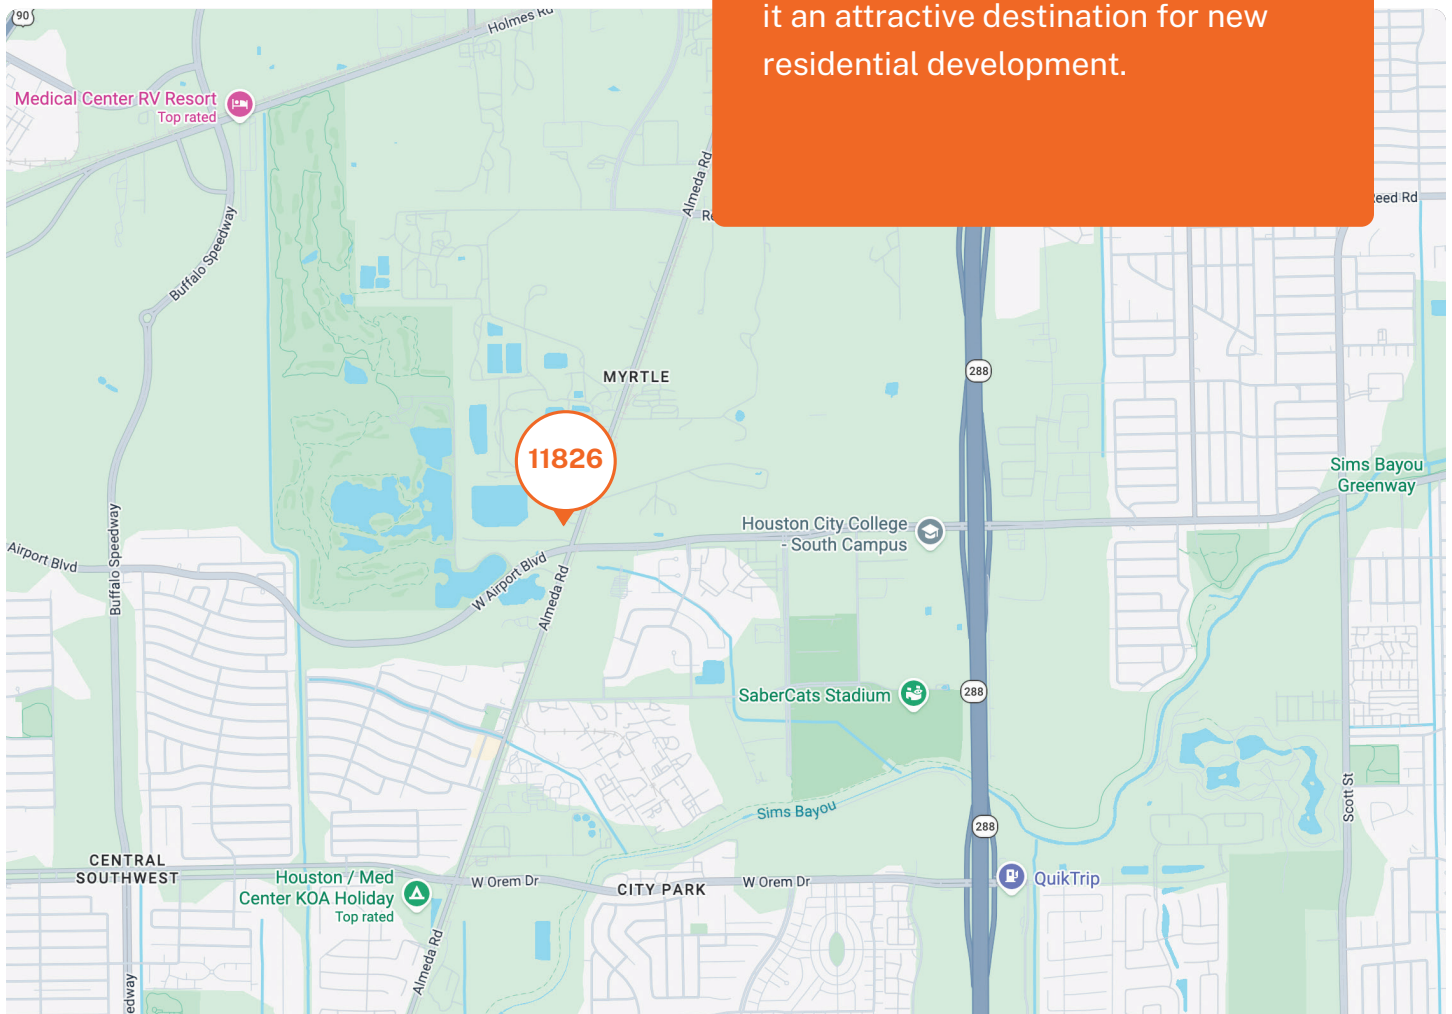 it an attractive destination for new
residential development.
90
Holmes Rd
Medical Center RV Resort
Top rated
Almeda Rd
Buffalo Speedway
MYRTLE
288
11826
Sims Bayou
Greenway
Houston City College
- South Campus
Airport Blvd
Buffalo Speedway
W Airport Blvd
Almeda Rd
SaberCats Stadium
288
Sims Bayou
288
Scott St
CENTRAL
SOUTHWEST
Houston / Med
Center KOA Holiday
Top rated
W Orem Dr
CITY PARK
W Orem Dr
QuikTrip
Almeda Rd